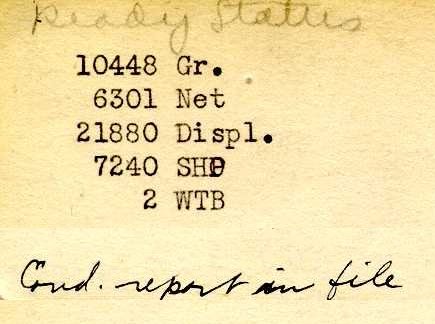 Ready Status
10448 Gr.
6301 Net
21880 Displ.
7240 SHP
2 WTB
Cond. report in file